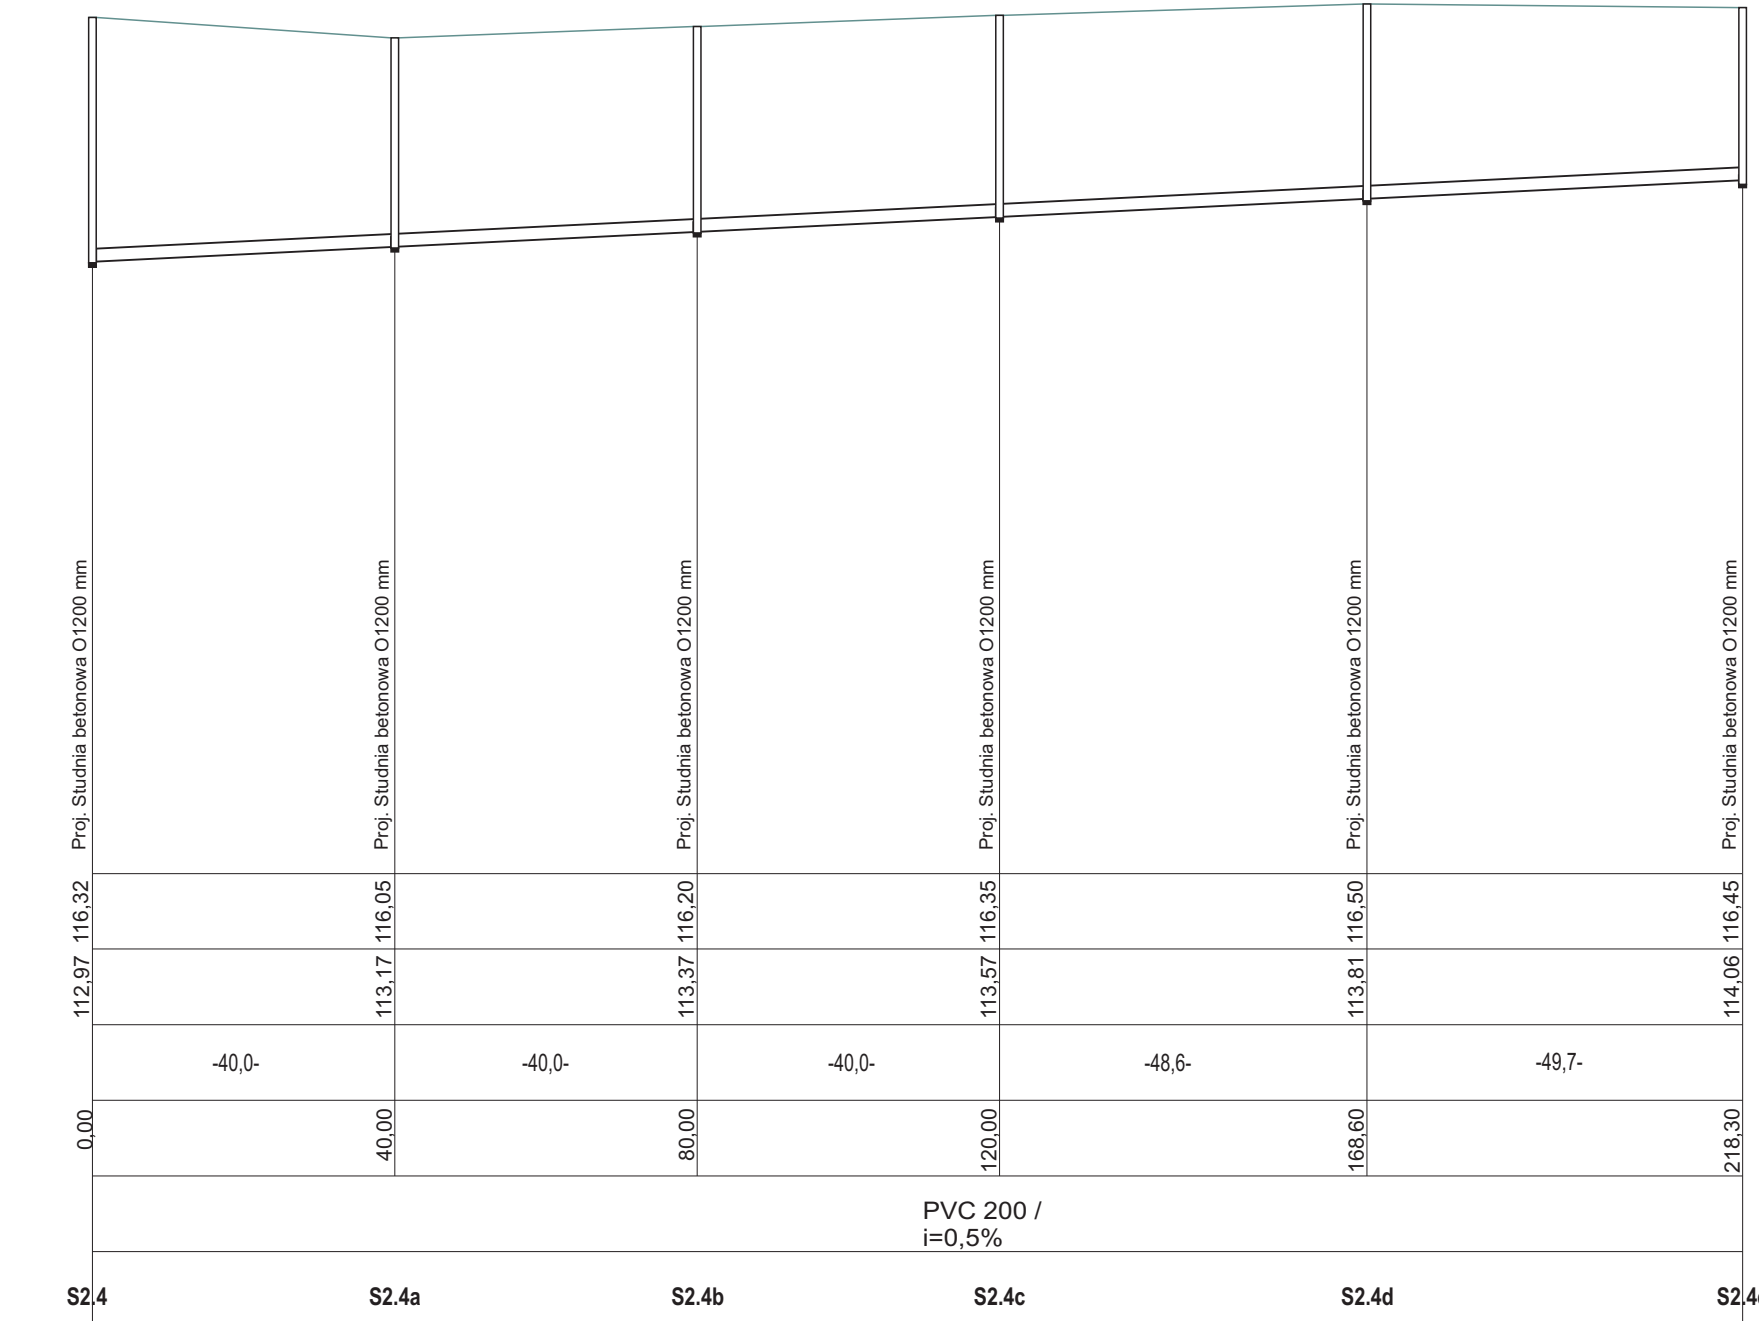 Proj. Studnia betonowa O1200 mm
Proj. Studnia betonowa O1200 mm
Proj. Studnia betonowa O1200 mm
Proj. Studnia betonowa O1200 mm
Proj. Studnia betonowa O1200 mm
Proj. Studnia betonowa O1200 mm
116,32 116,05 116,20 116,35 116,50 116,45
112,97 113,17 113,37 113,57 113,81 114,06
-40,0- -40,0- -40,0- -48,6- -49,7-
0,00 40,00 80,00 120,00 168,60 218,30
PVC 200 /
i=0,5%
S2.4 S2.4a S2.4b S2.4c S2.4d